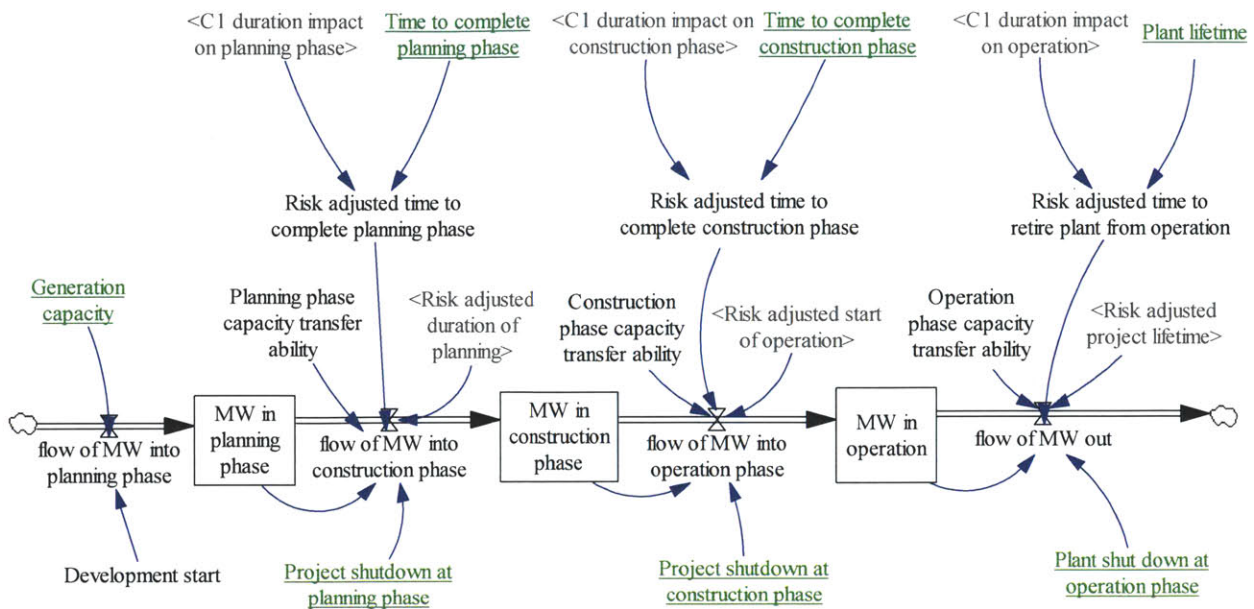 <C1 duration impact
on planning phase>
Time to complete
planning phase
<C1 duration impact on
construction phase>
Time to complete
construction phase
<C1 duration impact
on operation>
Plant lifetime
Risk adjusted time to
complete planning phase
Risk adjusted time to
complete construction phase
Risk adjusted time to
retire plant from operation
Generation
capacity
Planning phase
capacity transfer
ability
<Risk adjusted
duration of
planning>
Construction
phase capacity
transfer ability
<Risk adjusted start
of operation>
Operation
phase capacity
transfer ability
<Risk adjusted
project lifetime>
flow of MW into
planning phase
MW in
planning
phase
flow of MW into
construction phase
MW in
construction
phase
flow of MW into
operation phase
MW in
operation
flow of MW out
Development start
Project shutdown at
planning phase
Project shutdown at
construction phase
Plant shut down at
operation phase